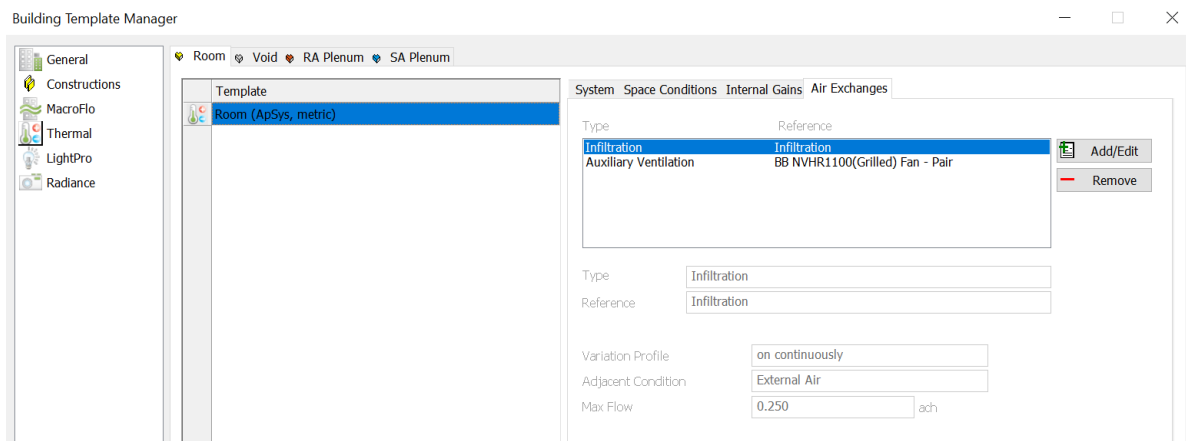 Building Template Manager
General
Constructions
MacroFlo
Thermal
LightPro
Radiance
Room Void RA Plenum SA Plenum
Template
Room (ApSys, metric)
System Space Conditions Internal Gains Air Exchanges
Type Reference
Infiltration Infiltration
Auxiliary Ventilation BB NVHR1100(Grilled) Fan - Pair
Add/Edit
Remove
Type Infiltration
Reference Infiltration
Variation Profile on continuously
Adjacent Condition External Air
Max Flow 0.250 ach